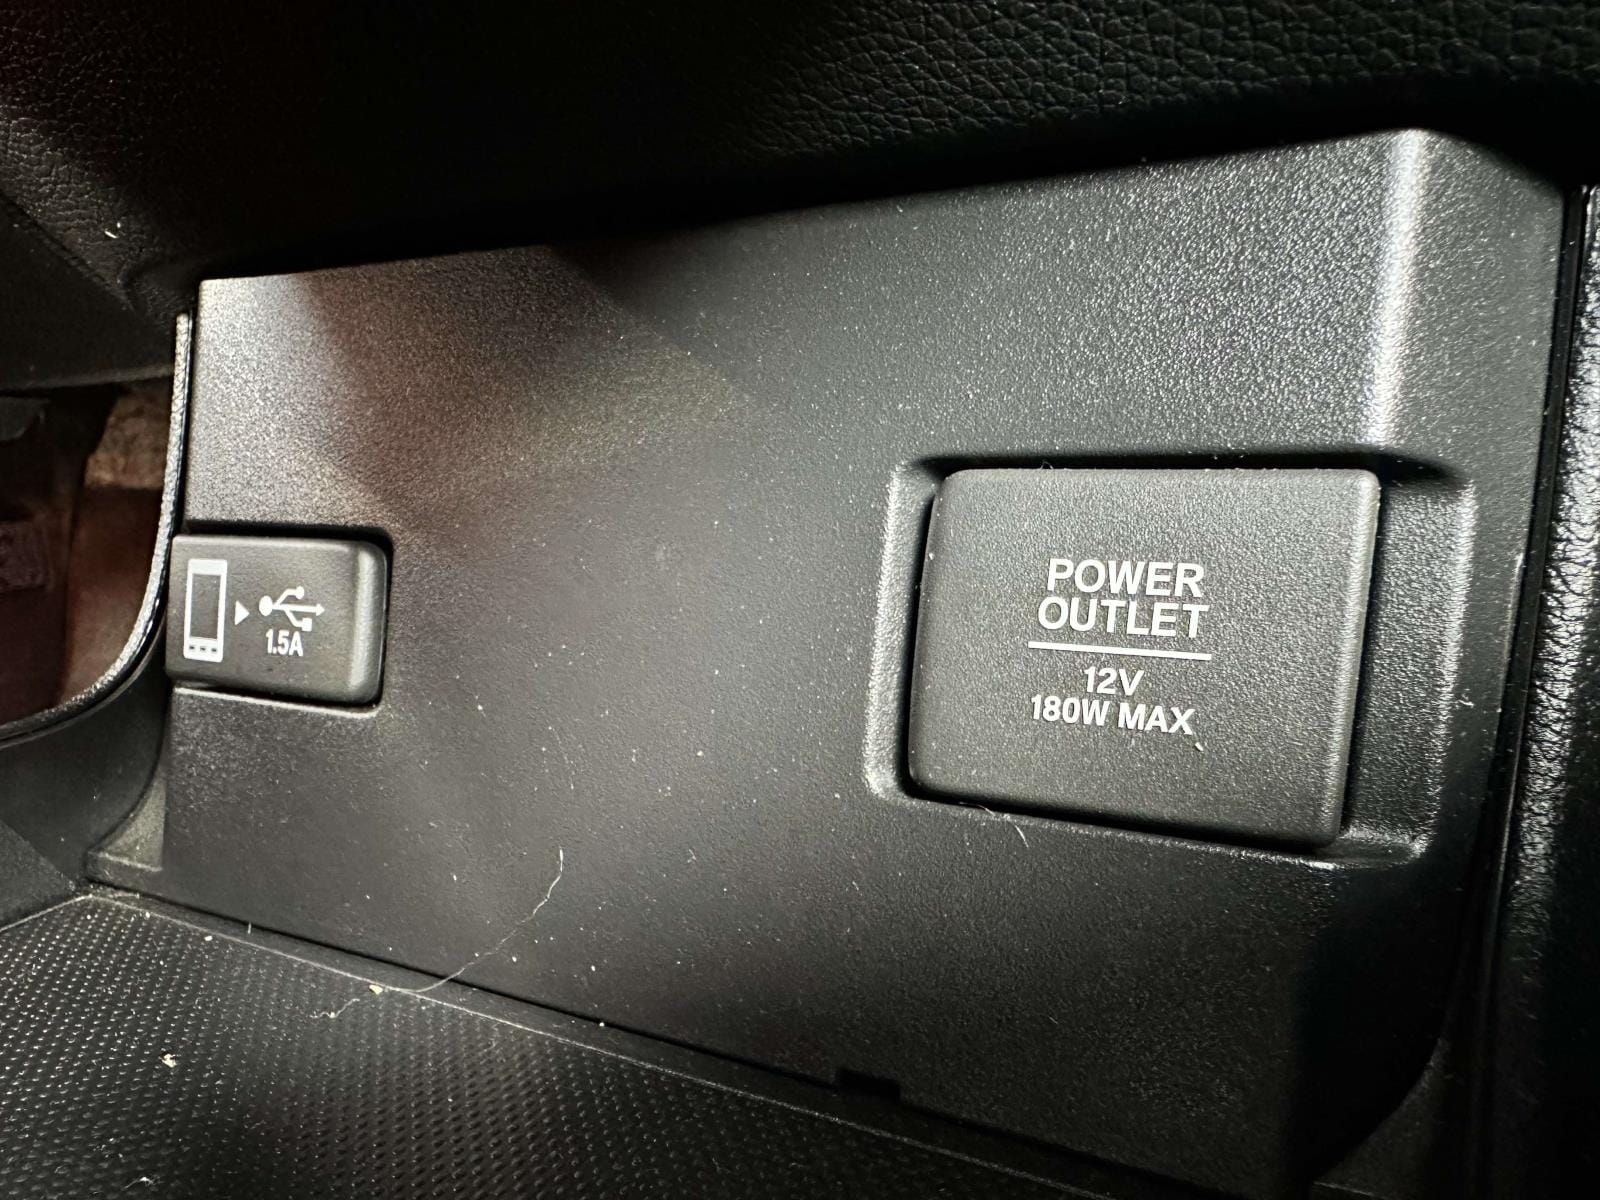 1.5A
POWER
OUTLET
12V
180W MAX